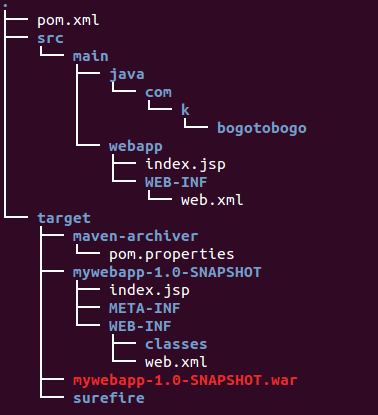 .
pom.xml
src
main
java
com
k
bogotobogo
webapp
index.jsp
WEB-INF
web.xml
target
maven-archiver
pom.properties
mywebapp-1.0-SNAPSHOT
index.jsp
META-INF
WEB-INF
classes
web.xml
mywebapp-1.0-SNAPSHOT.war
surefire